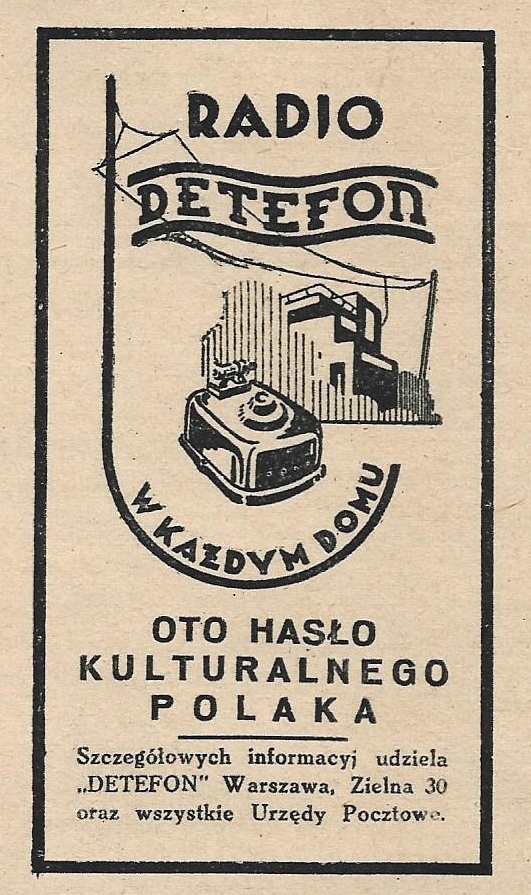 RADIO
DETEFON
W KAŻDYM DOMU
OTO HASŁO
KULTURALNEGO
POLAKA
Szczegółowych informacyj udziela
„DETEFON” Warszawa, Zielna 30
oraz wszystkie Urzędy Pocztowe.